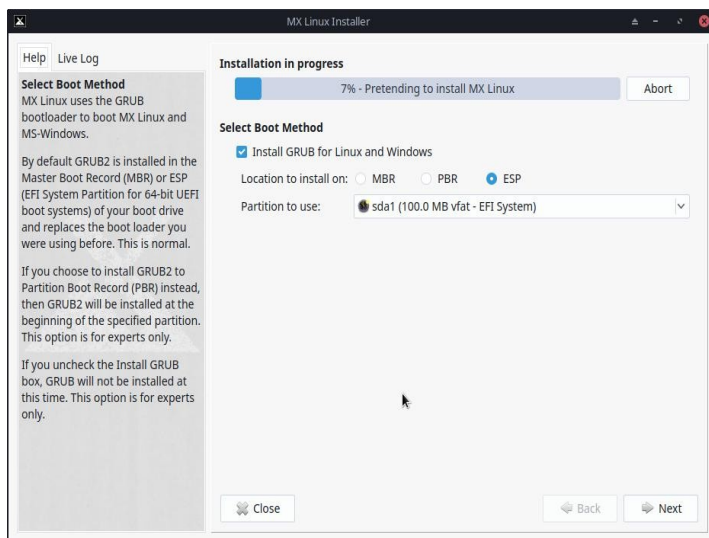 MX Linux Installer
Help
Live Log
Select Boot Method
MX Linux uses the GRUB
bootloader to boot MX Linux and
MS-Windows.
By default GRUB2 is installed in the
Master Boot Record (MBR) or ESP
(EFI System Partition for 64-bit UEFI
boot systems) of your boot drive
and replaces the boot loader you
were using before. This is normal.
If you choose to install GRUB2 to
Partition Boot Record (PBR) instead,
then GRUB2 will be installed at the
beginning of the specified partition.
This option is for experts only.
If you uncheck the Install GRUB
box, GRUB will not be installed at
this time. This option is for experts
only.
Installation in progress
7% - Pretending to install MX Linux
Abort
Select Boot Method
Install GRUB for Linux and Windows
Location to install on: MBR PBR ESP
Partition to use: sda1 (100.0 MB vfat - EFI System)
Close
Back
Next